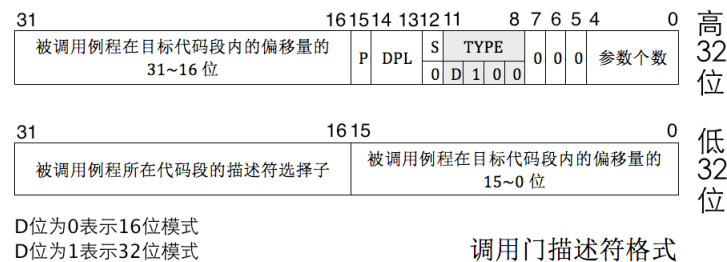 31 16 15 14 13 12 11 8 7 6 5 4 0
被调用例程在目标代码段内的偏移量的
31~16 位
P DPL S TYPE 0 0 0 参数个数
0 D 1 0 0
高
32
位
31 16 15 0
被调用例程所在代码段的描述符选择子
被调用例程在目标代码段内的偏移量的
15~0 位
低
32
位
D位为0表示16位模式
D位为1表示32位模式
调用门描述符格式